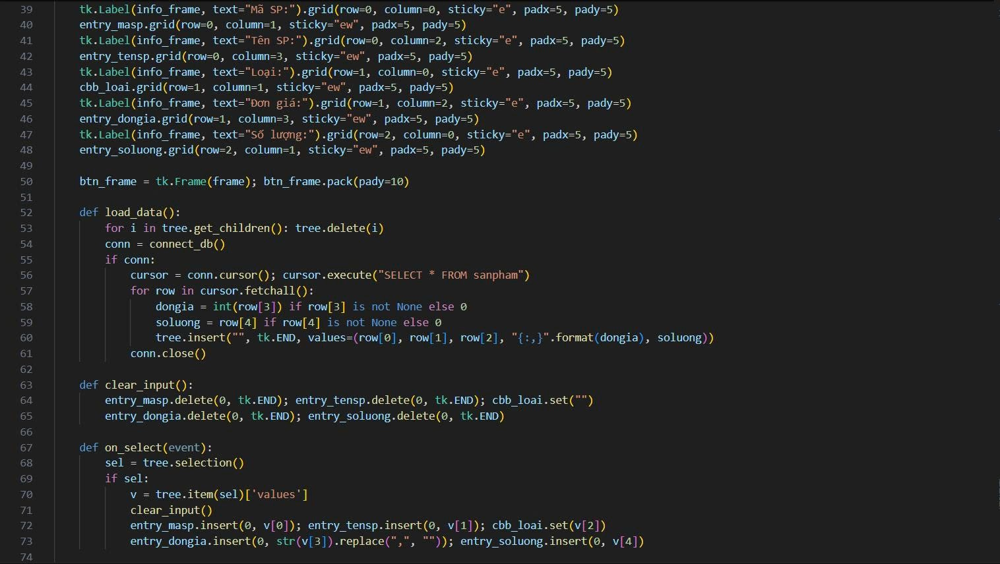 39 tk.Label(info_frame, text="Mã SP:").grid(row=0, column=0, sticky="e", padx=5, pady=5)
40 entry_masp.grid(row=0, column=1, sticky="ew", padx=5, pady=5)
41 tk.Label(info_frame, text="Tên SP:").grid(row=0, column=2, sticky="e", padx=5, pady=5)
42 entry_tensp.grid(row=0, column=3, sticky="ew", padx=5, pady=5)
43 tk.Label(info_frame, text="Loại:").grid(row=1, column=0, sticky="e", padx=5, pady=5)
44 cbb_loai.grid(row=1, column=1, sticky="ew", padx=5, pady=5)
45 tk.Label(info_frame, text="Đơn giá:").grid(row=1, column=2, sticky="e", padx=5, pady=5)
46 entry_dongia.grid(row=1, column=3, sticky="ew", padx=5, pady=5)
47 tk.Label(info_frame, text="Số lượng:").grid(row=2, column=0, sticky="e", padx=5, pady=5)
48 entry_soluong.grid(row=2, column=1, sticky="ew", padx=5, pady=5)
49
50 btn_frame = tk.Frame(frame); btn_frame.pack(pady=10)
51
52 def load_data():
53     for i in tree.get_children(): tree.delete(i)
54     conn = connect_db()
55     if conn:
56         cursor = conn.cursor(); cursor.execute("SELECT * FROM sanpham")
57         for row in cursor.fetchall():
58             dongia = int(row[3]) if row[3] is not None else 0
59             soluong = row[4] if row[4] is not None else 0
60             tree.insert("", tk.END, values=(row[0], row[1], row[2], "{:,}".format(dongia), soluong))
61         conn.close()
62
63 def clear_input():
64     entry_masp.delete(0, tk.END); entry_tensp.delete(0, tk.END); cbb_loai.set("")
65     entry_dongia.delete(0, tk.END); entry_soluong.delete(0, tk.END)
66
67 def on_select(event):
68     sel = tree.selection()
69     if sel:
70         v = tree.item(sel)['values']
71         clear_input()
72         entry_masp.insert(0, v[0]); entry_tensp.insert(0, v[1]); cbb_loai.set(v[2])
73         entry_dongia.insert(0, str(v[3]).replace(",", "")); entry_soluong.insert(0, v[4])
74